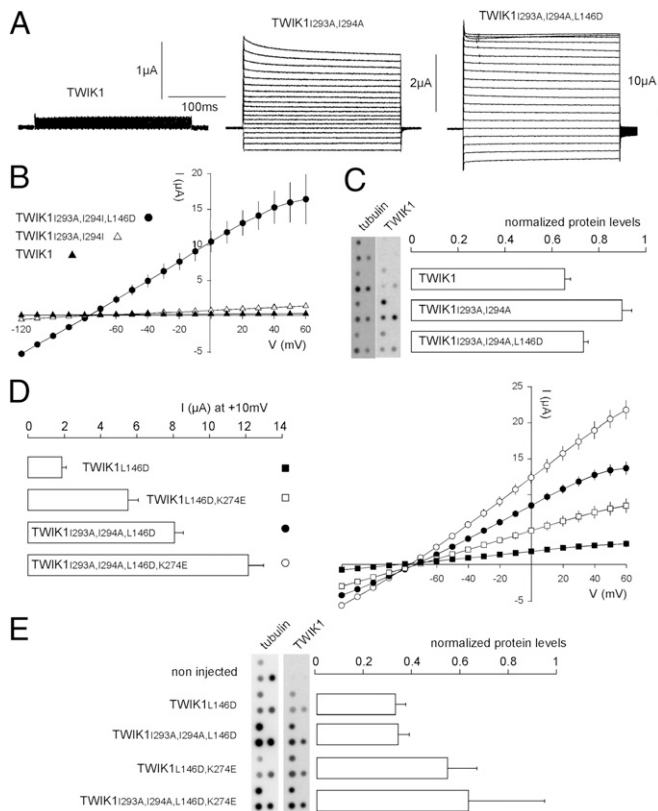 A
TWIK1
1µA
100ms
TWIK1I293A,I294A
2µA
TWIK1I293A,I294A,L146D
10µA
B
I (µA)
20
15
10
5
-5
TWIK1I293A,I294I,L146D
TWIK1I293A,I294I
TWIK1
-120 -80 -60 -40 -20 20 40 60
V (mV)
C
tubulin TWIK1
normalized protein levels
0 0.2 0.4 0.6 0.8 1
TWIK1
TWIK1I293A,I294A
TWIK1I293A,I294A,L146D
D
I (µA) at +10mV
0 2 4 6 8 10 12 14
TWIK1L146D
TWIK1L146D,K274E
TWIK1I293A,I294A,L146D
TWIK1I293A,I294A,L146D,K274E
I (µA)
25
20
15
10
5
-5
20 40 60
V (mV)
E
tubulin TWIK1
normalized protein levels
0 0.2 0.4 0.6 0.8 1
non injected
TWIK1L146D
TWIK1I293A,I294A,L146D
TWIK1L146D,K274E
TWIK1I293A,I294A,L146D,K274E